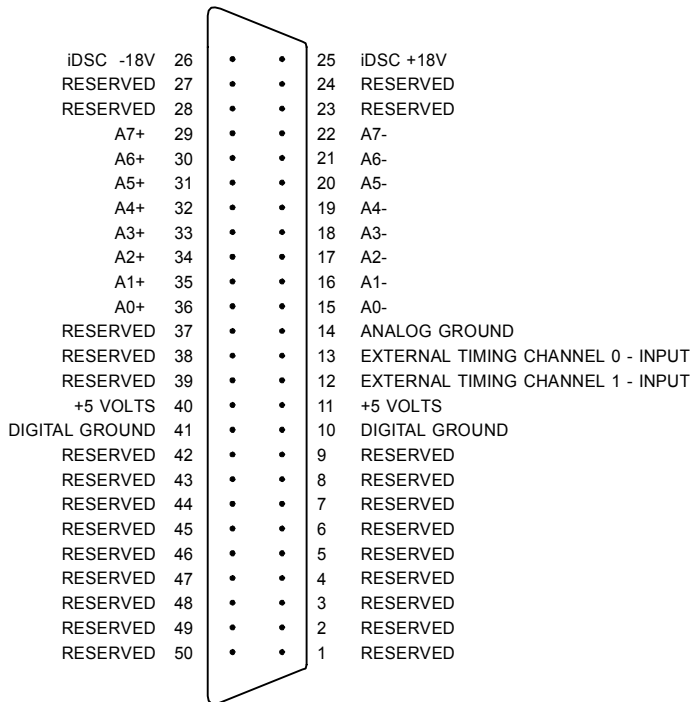 iDSC -18V 26 25 iDSC +18V
RESERVED 27 24 RESERVED
RESERVED 28 23 RESERVED
A7+ 29 22 A7-
A6+ 30 21 A6-
A5+ 31 20 A5-
A4+ 32 19 A4-
A3+ 33 18 A3-
A2+ 34 17 A2-
A1+ 35 16 A1-
A0+ 36 15 A0-
RESERVED 37 14 ANALOG GROUND
RESERVED 38 13 EXTERNAL TIMING CHANNEL 0 - INPUT
RESERVED 39 12 EXTERNAL TIMING CHANNEL 1 - INPUT
+5 VOLTS 40 11 +5 VOLTS
DIGITAL GROUND 41 10 DIGITAL GROUND
RESERVED 42 9 RESERVED
RESERVED 43 8 RESERVED
RESERVED 44 7 RESERVED
RESERVED 45 6 RESERVED
RESERVED 46 5 RESERVED
RESERVED 47 4 RESERVED
RESERVED 48 3 RESERVED
RESERVED 49 2 RESERVED
RESERVED 50 1 RESERVED